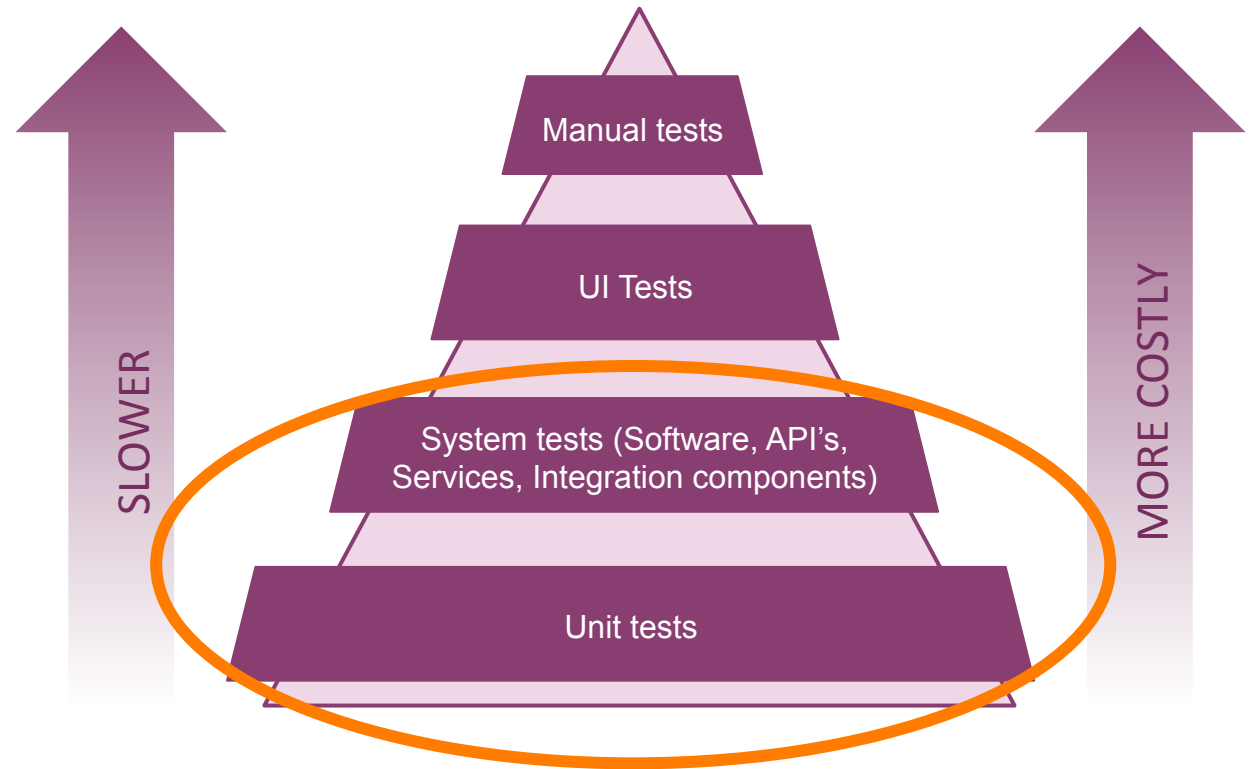 Manual tests
UI Tests
SLOWER
MORE COSTLY
System tests (Software, API’s,
Services, Integration components)
Unit tests